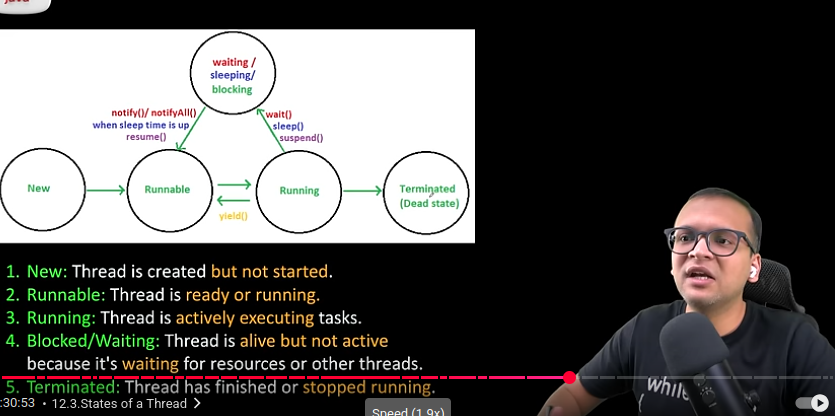 waiting /
sleeping/
blocking
notify()/ notifyAll()
when sleep time is up
resume()
wait()
sleep()
suspend()
New
Runnable
Running
Terminated
(Dead state)
yield()
1. New: Thread is created but not started.
2. Runnable: Thread is ready or running.
3. Running: Thread is actively executing tasks.
4. Blocked/Waiting: Thread is alive but not active
because it's waiting for resources or other threads.
5. Terminated: Thread has finished or stopped running.
:30:53 • 12.3.States of a Thread
Speed (1.9x)
while